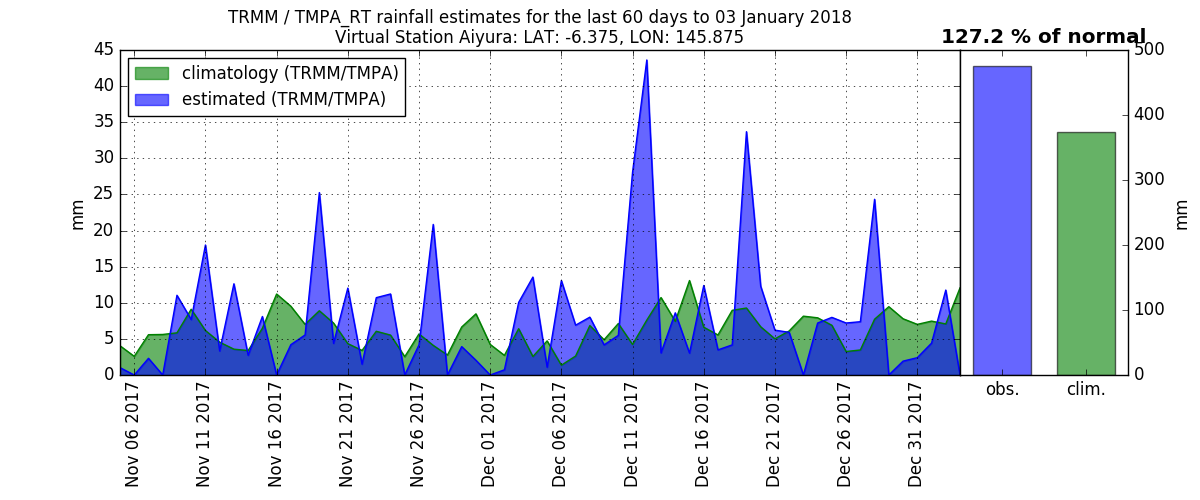 TRMM / TMPA_RT rainfall estimates for the last 60 days to 03 January 2018
Virtual Station Aiyura: LAT: -6.375, LON: 145.875
127.2 % of normal
climatology (TRMM/TMPA)
estimated (TRMM/TMPA)
mm
45
40
35
30
25
20
15
10
5
0
Nov 06 2017
Nov 11 2017
Nov 16 2017
Nov 21 2017
Nov 26 2017
Dec 01 2017
Dec 06 2017
Dec 11 2017
Dec 16 2017
Dec 21 2017
Dec 26 2017
Dec 31 2017
500
400
300
200
100
0
mm
obs.
clim.